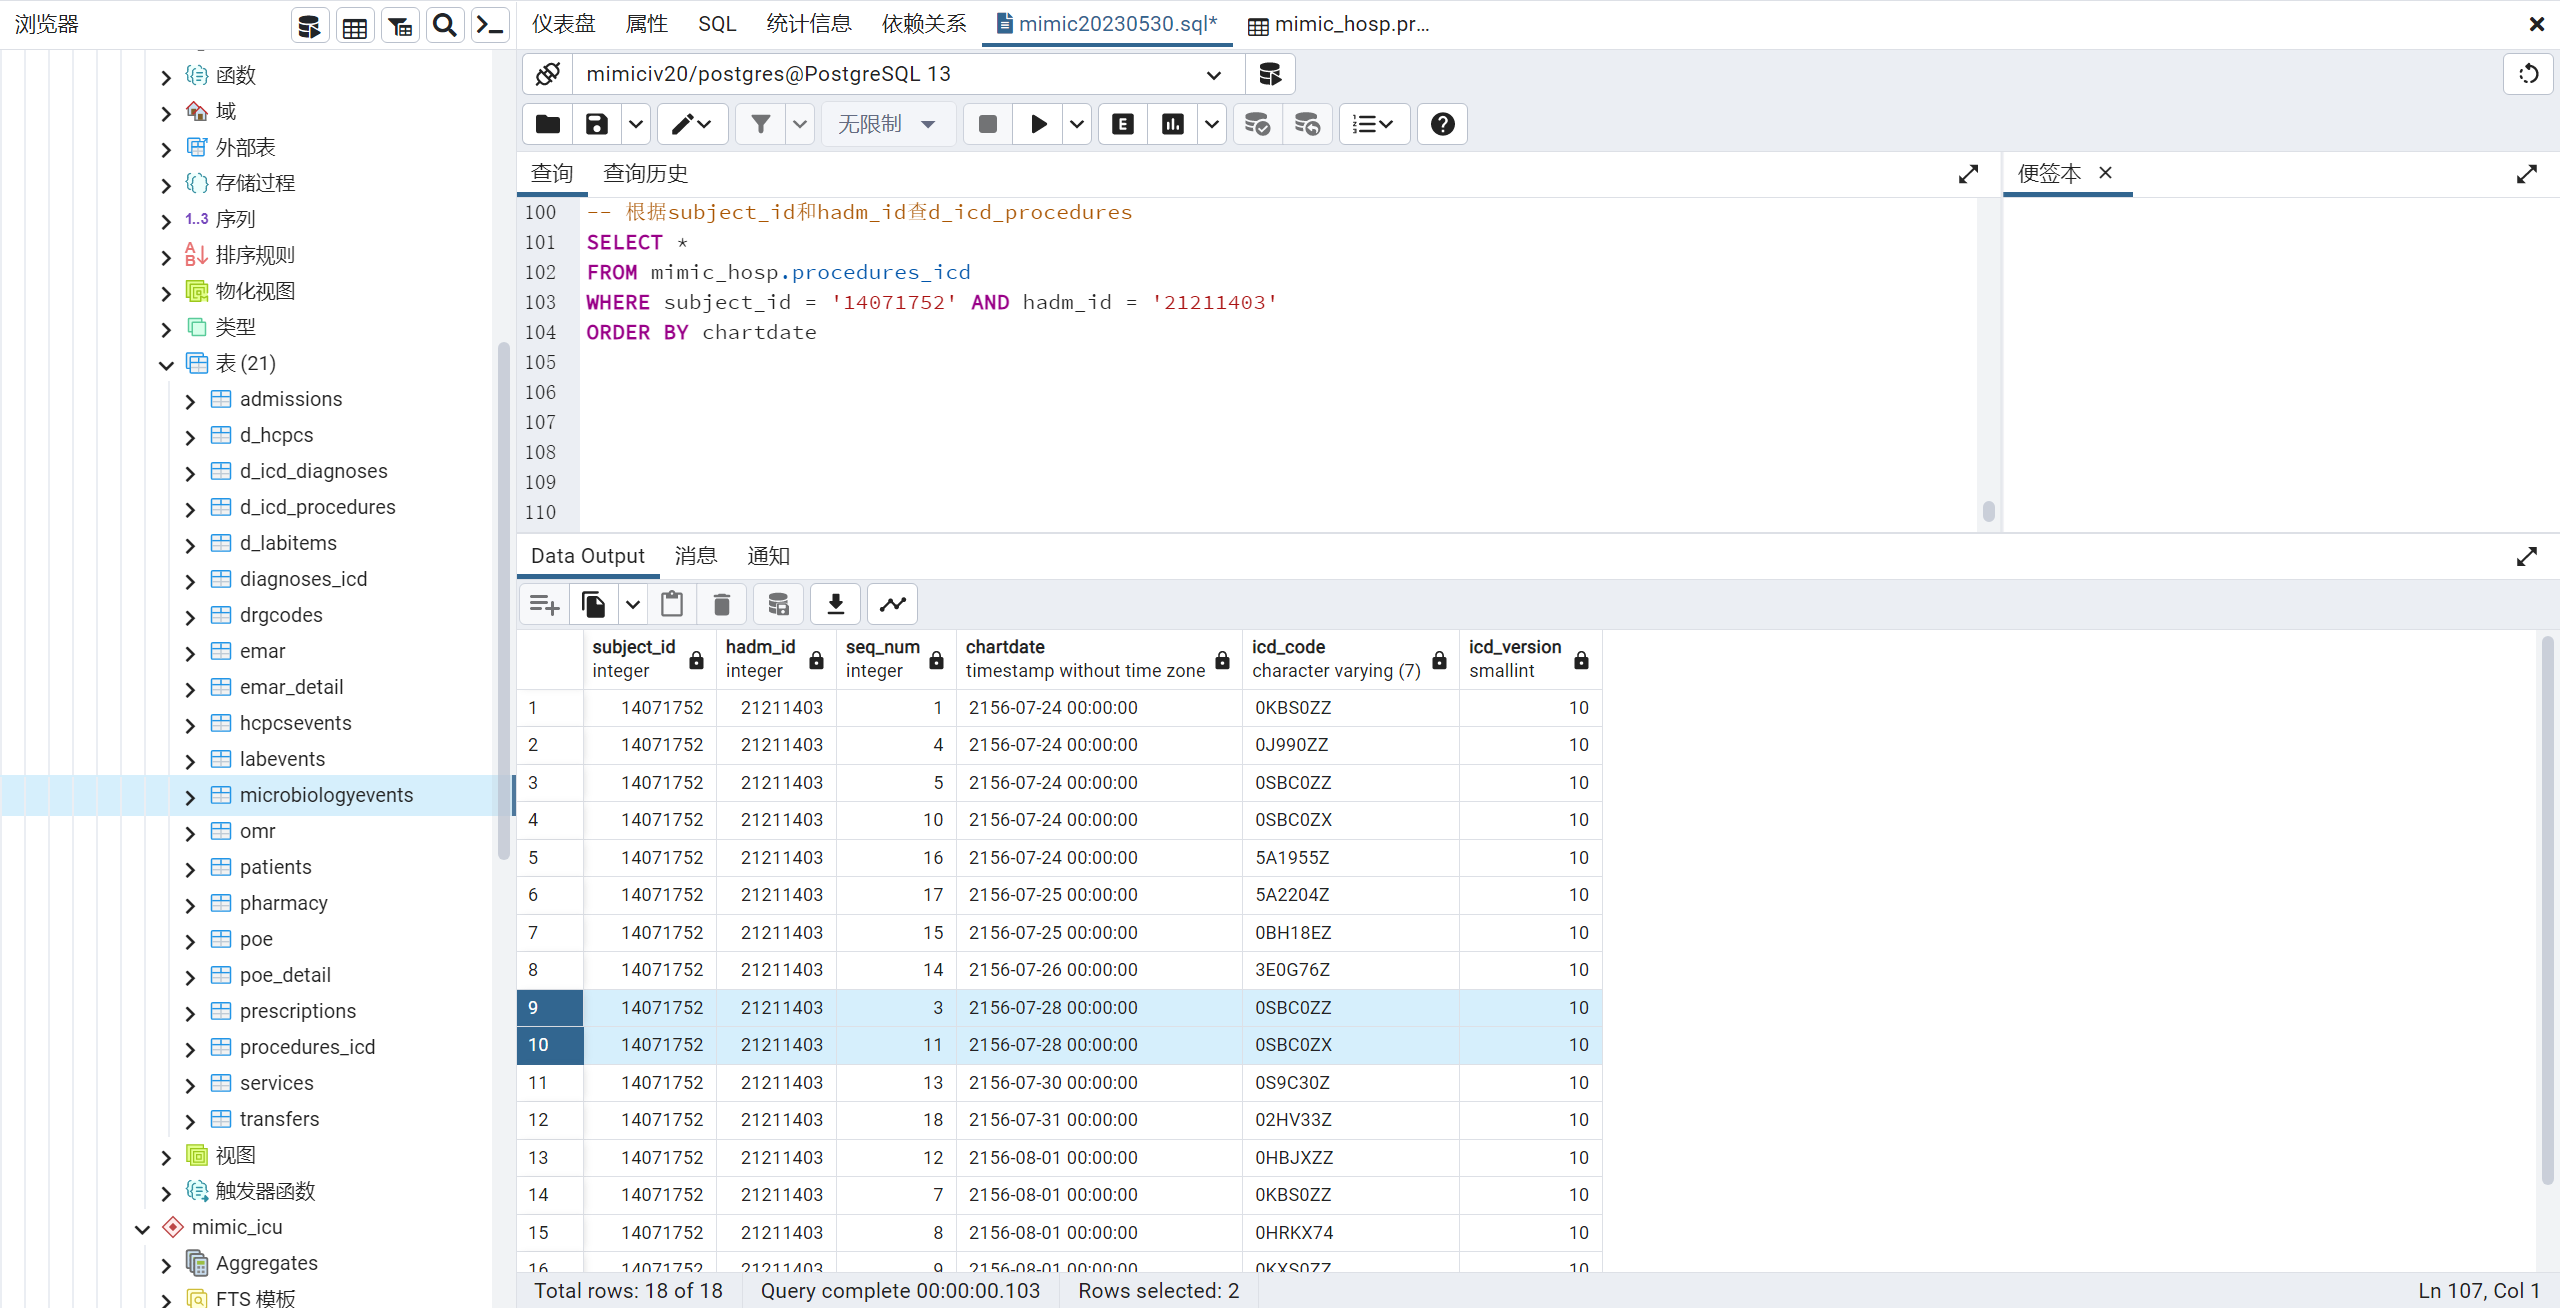 浏览器
函数
域
外部表
存储过程
1..3 序列
排序规则
物化视图
类型
表 (21)
admissions
d_hcpcs
d_icd_diagnoses
d_icd_procedures
d_labitems
diagnoses_icd
drgcodes
emar
emar_detail
hcpcsevents
labevents
microbiologyevents
omr
patients
pharmacy
poe
poe_detail
prescriptions
procedures_icd
services
transfers
视图
触发器函数
mimic_icu
Aggregates
FTS 模板
仪表盘 属性 SQL 统计信息 依赖关系 mimic20230530.sql* mimic_hosp.pr...
mimiciv20/postgres@PostgreSQL 13
无限制 E
查询 查询历史
便签本
100 -- 根据subject_id和hadm_id查d_icd_procedures
101 SELECT *
102 FROM mimic_hosp.procedures_icd
103 WHERE subject_id = '14071752' AND hadm_id = '21211403'
104 ORDER BY chartdate
105
106
107
108
109
110
Data Output 消息 通知
subject_id hadm_id seq_num chartdate icd_code icd_version
integer integer integer timestamp without time zone character varying (7) smallint
1 14071752 21211403 1 2156-07-24 00:00:00 0KBS0ZZ 10
2 14071752 21211403 4 2156-07-24 00:00:00 0J990ZZ 10
3 14071752 21211403 5 2156-07-24 00:00:00 0SBC0ZZ 10
4 14071752 21211403 10 2156-07-24 00:00:00 0SBC0ZX 10
5 14071752 21211403 16 2156-07-24 00:00:00 5A1955Z 10
6 14071752 21211403 17 2156-07-25 00:00:00 5A2204Z 10
7 14071752 21211403 15 2156-07-25 00:00:00 0BH18EZ 10
8 14071752 21211403 14 2156-07-26 00:00:00 3E0G76Z 10
9 14071752 21211403 3 2156-07-28 00:00:00 0SBC0ZZ 10
10 14071752 21211403 11 2156-07-28 00:00:00 0SBC0ZX 10
11 14071752 21211403 13 2156-07-30 00:00:00 0S9C30Z 10
12 14071752 21211403 18 2156-07-31 00:00:00 02HV33Z 10
13 14071752 21211403 12 2156-08-01 00:00:00 0HBJXZZ 10
14 14071752 21211403 7 2156-08-01 00:00:00 0KBS0ZZ 10
15 14071752 21211403 8 2156-08-01 00:00:00 0HRKX74 10
16 14071752 21211403 9 2156-08-01 00:00:00 0KXS0ZZ 10
Total rows: 18 of 18 Query complete 00:00:00.103 Rows selected: 2 Ln 107, Col 1